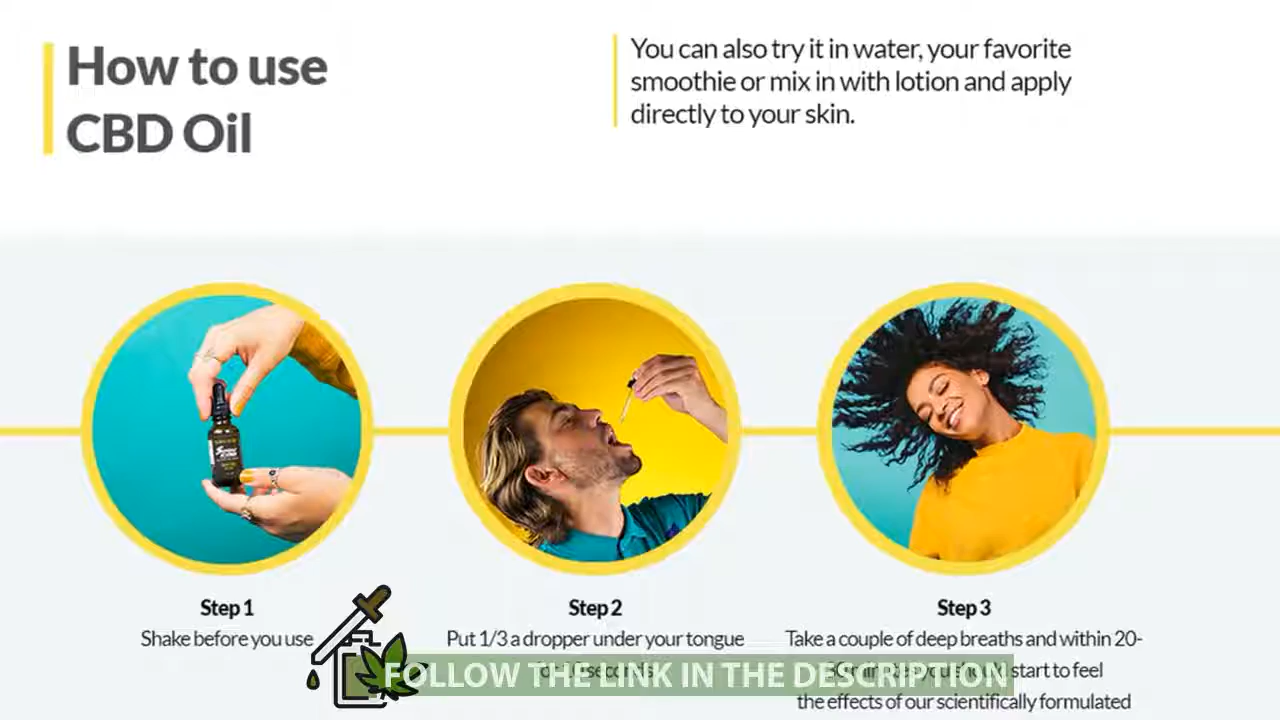 How to use
CBD Oil
You can also try it in water, your favorite
smoothie or mix in with lotion and apply
directly to your skin.
Step 1
Shake before you use
Step 2
Put 1/3 a dropper under your tongue
Step 3
Take a couple of deep breaths and within 20-
start to feel
the effects of our scientifically formulated
FOLLOW THE LINK IN THE DESCRIPTION